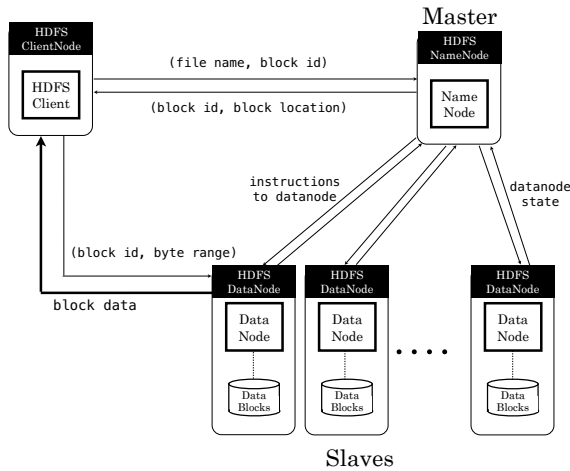 Master
HDFS
ClientNode
HDFS
Client
(file name, block id)
(block id, block location)
HDFS
NameNode
Name
Node
instructions
to datanode
datanode
state
(block id, byte range)
block data
HDFS
DataNode
Data
Node
Data
Blocks
HDFS
DataNode
Data
Node
Data
Blocks
HDFS
DataNode
Data
Node
Data
Blocks
Slaves